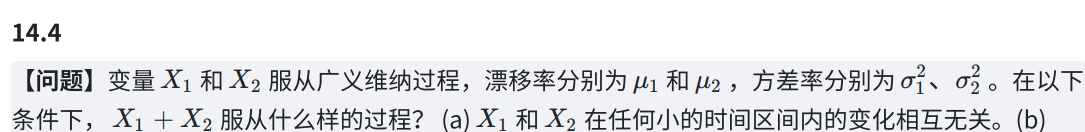 14.4
【问题】变量 X₁ 和 X₂ 服从广义维纳过程，漂移率分别为 μ₁ 和 μ₂ ，方差率分别为 σ₁²、 σ₂² 。在以下
条件下， X₁ + X₂ 服从什么样的过程？ (a) X₁ 和 X₂ 在任何小的时间区间内的变化相互无关。(b)